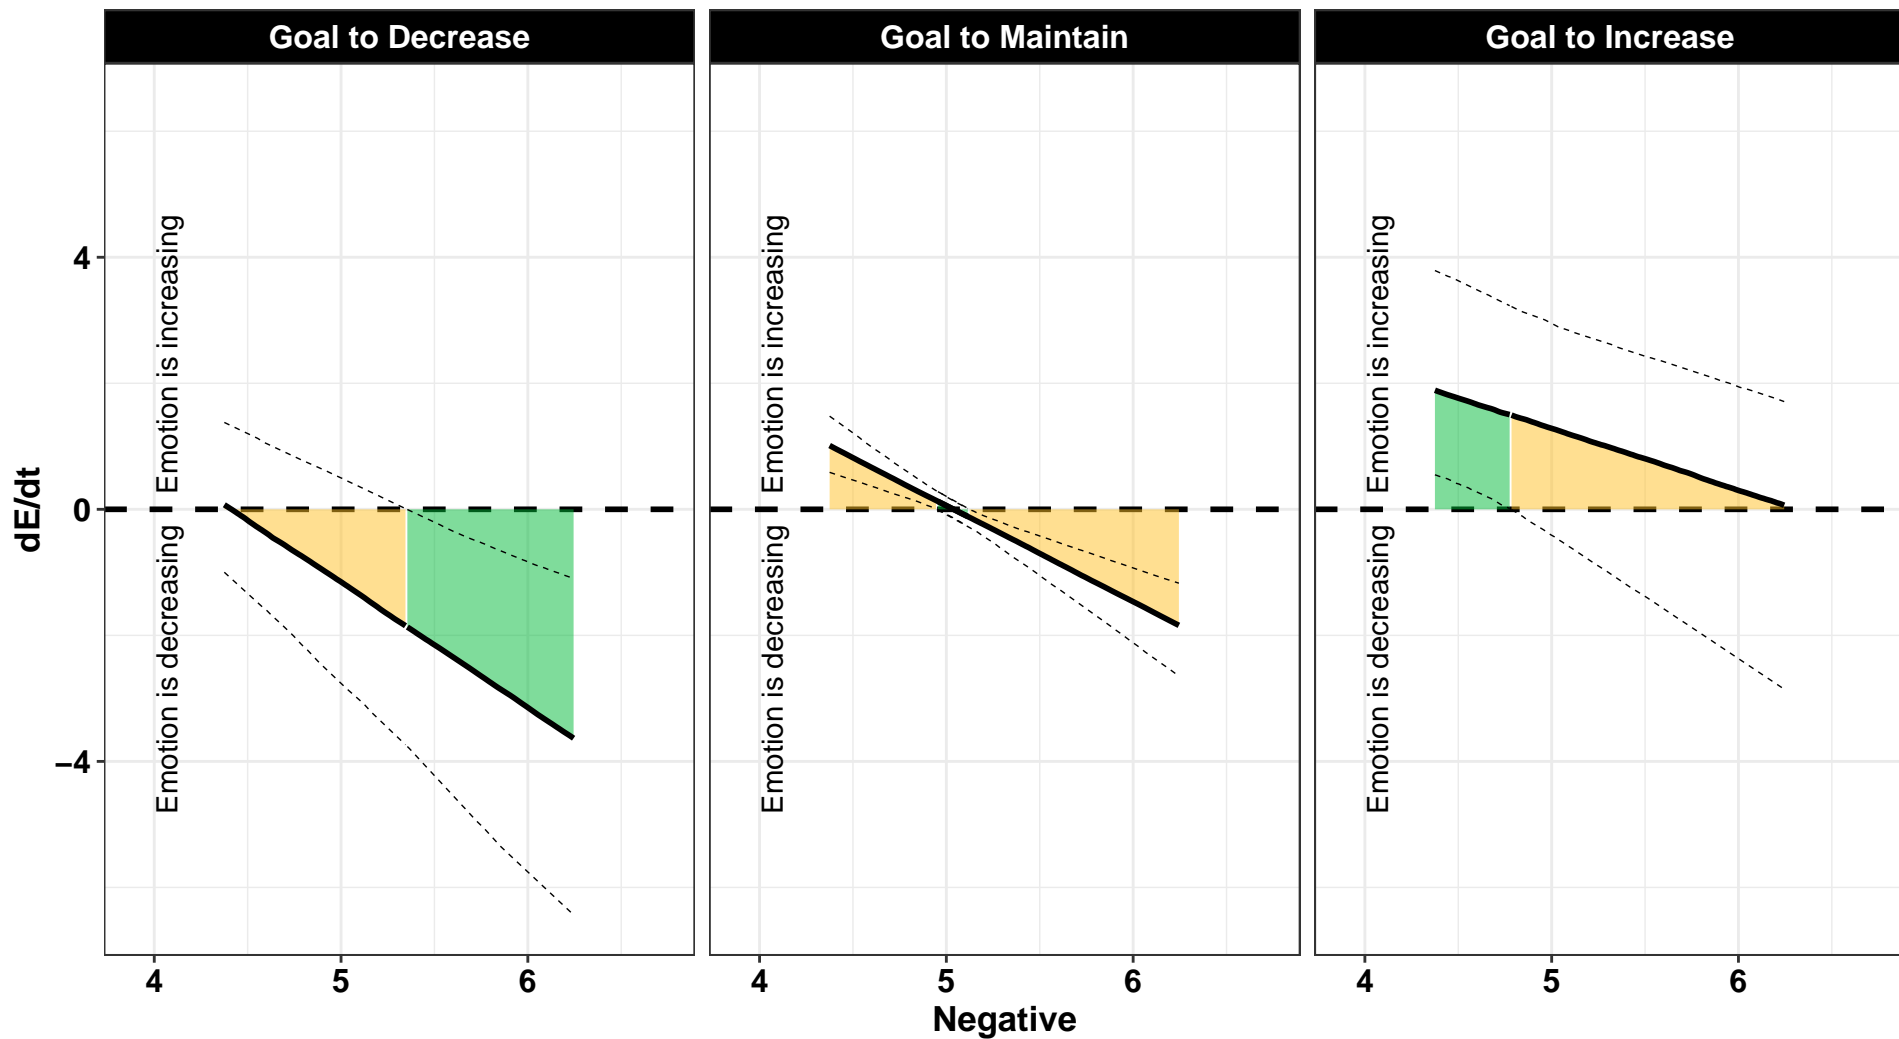 Goal to Decrease
Goal to Maintain
Goal to Increase
dE/dt
4
0
−4
Emotion is increasing
Emotion is decreasing
Emotion is increasing
Emotion is decreasing
Emotion is increasing
Emotion is decreasing
4 5 6
4 5 6
4 5 6
Negative